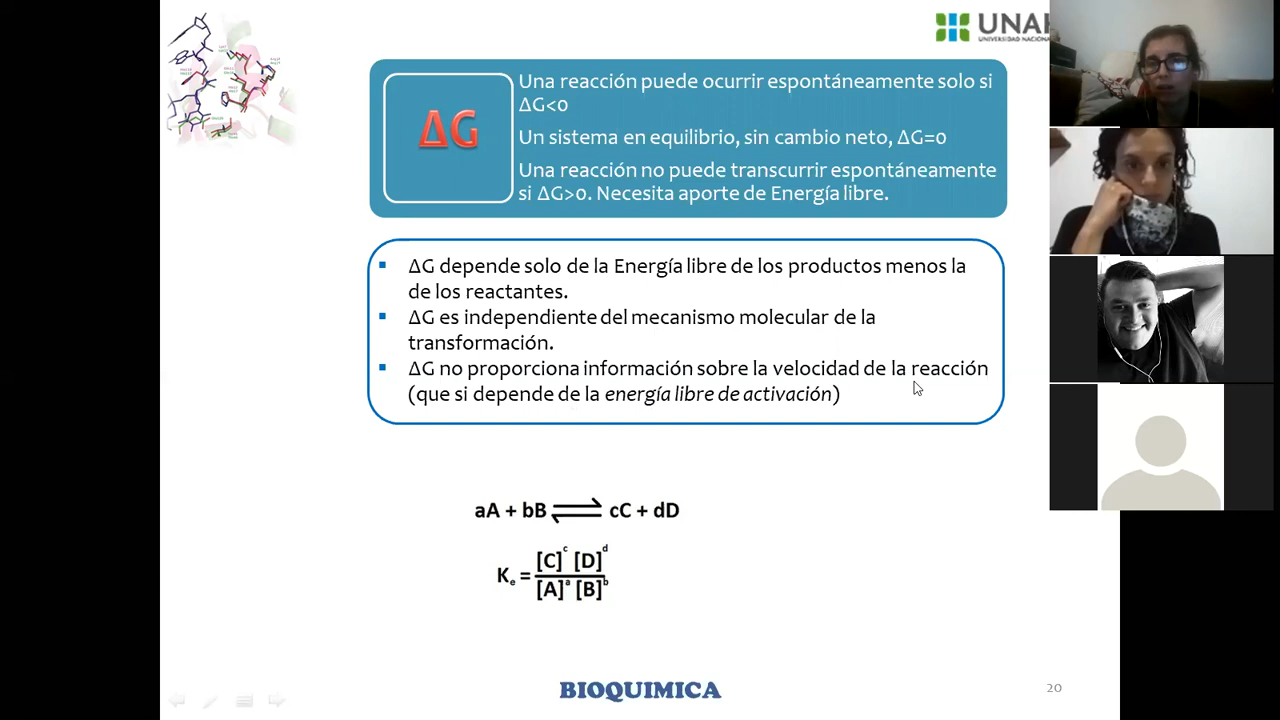 UNA
UNIVERSIDAD NACIONAL
ΔG
Una reacción puede ocurrir espontáneamente solo si
ΔG<0
Un sistema en equilibrio, sin cambio neto, ΔG=0
Una reacción no puede transcurrir espontáneamente
si ΔG>0. Necesita aporte de Energía libre.
▪ ΔG depende solo de la Energía libre de los productos menos la
de los reactantes.
▪ ΔG es independiente del mecanismo molecular de la
transformación.
▪ ΔG no proporciona información sobre la velocidad de la reacción
(que si depende de la energía libre de activación)
aA + bB ⇌ cC + dD
Kₑ = [C]ᶜ [D]ᵈ
[A]ᵃ [B]ᵇ
BIOQUIMICA
20